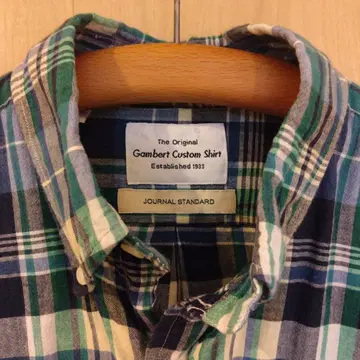 The Original
Gambert Custom Shirt
Established 1933
JOURNAL STANDARD